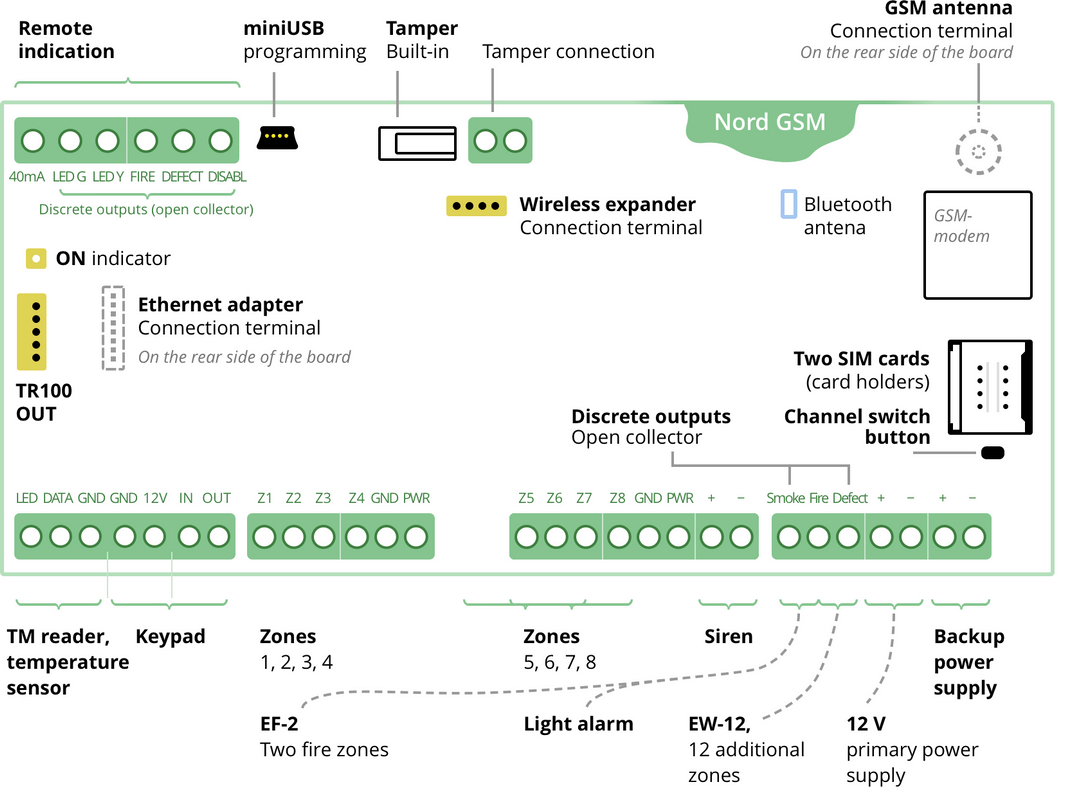 Remote
indication
miniUSB
programming
Tamper
Built-in
Tamper connection
GSM antenna
Connection terminal
On the rear side of the board
Nord GSM
40mA LED G LED Y FIRE DEFECT DISABL
Discrete outputs (open collector)
Wireless expander
Connection terminal
Bluetooth
antena
GSM-
modem
ON indicator
Ethernet adapter
Connection terminal
On the rear side of the board
TR100
OUT
Two SIM cards
(card holders)
Discrete outputs
Open collector
Channel switch
button
LED DATA GND GND 12V IN OUT
Z1 Z2 Z3 Z4 GND PWR
Z5 Z6 Z7 Z8 GND PWR + −
Smoke Fire Defect + − + −
TM reader,
temperature
sensor
Keypad
Zones
1, 2, 3, 4
Zones
5, 6, 7, 8
Siren
Backup
power
supply
EF-2
Two fire zones
Light alarm
EW-12,
12 additional
zones
12 V
primary power
supply